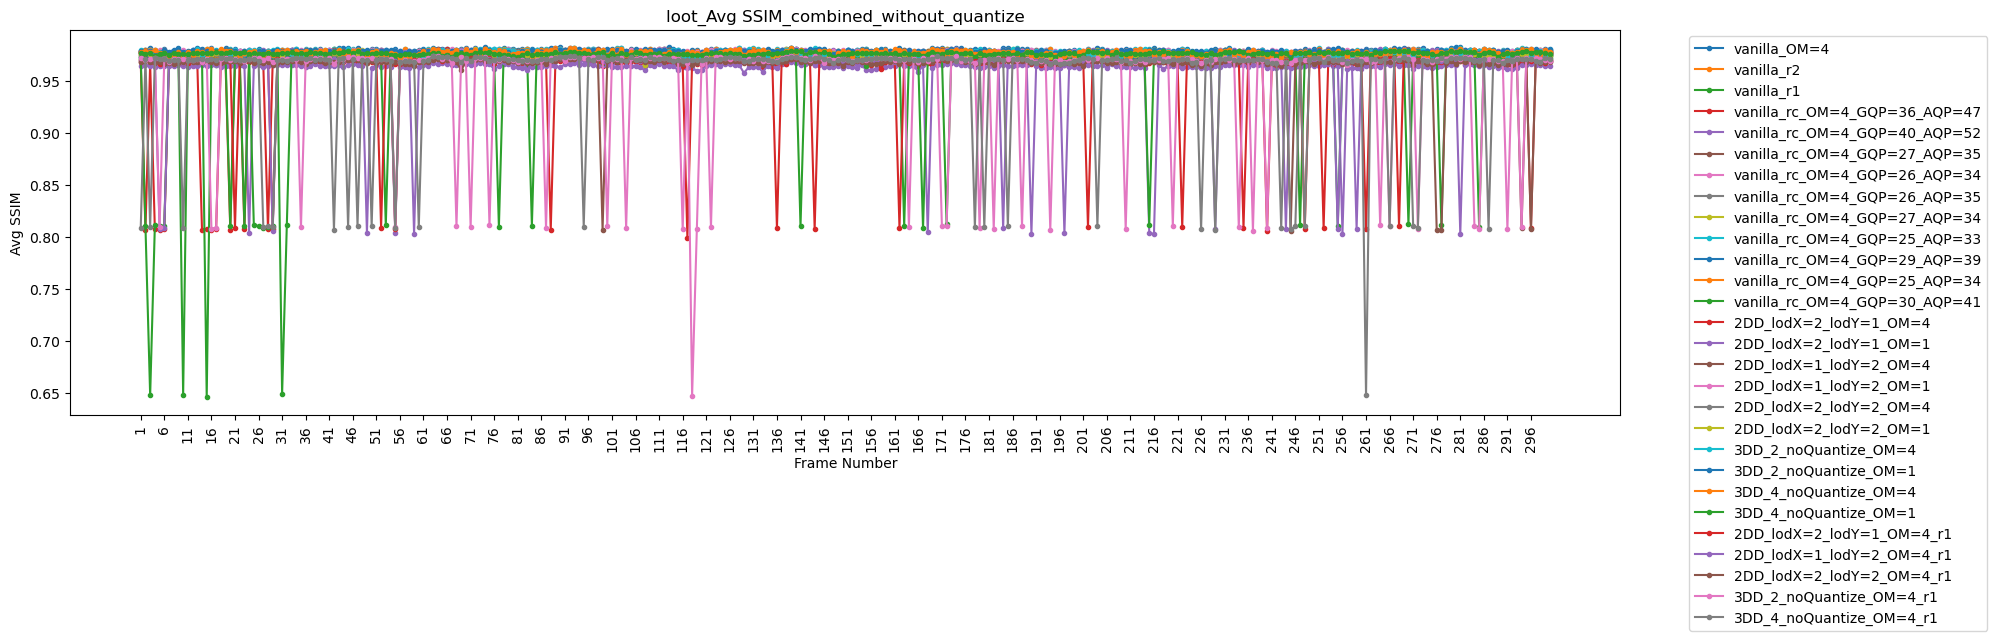 loot_Avg SSIM_combined_without_quantize
Avg SSIM
0.95
0.90
0.85
0.80
0.75
0.70
0.65
1 6 11 16 21 26 31 36 41 46 51 56 61 66 71 76 81 86 91 96 101 106 111 116 121 126 131 136 141 146 151 156 161 166 171 176 181 186 191 196 201 206 211 216 221 226 231 236 241 246 251 256 261 266 271 276 281 286 291 296
Frame Number
vanilla_OM=4
vanilla_r2
vanilla_r1
vanilla_rc_OM=4_GQP=36_AQP=47
vanilla_rc_OM=4_GQP=40_AQP=52
vanilla_rc_OM=4_GQP=27_AQP=35
vanilla_rc_OM=4_GQP=26_AQP=34
vanilla_rc_OM=4_GQP=26_AQP=35
vanilla_rc_OM=4_GQP=27_AQP=34
vanilla_rc_OM=4_GQP=25_AQP=33
vanilla_rc_OM=4_GQP=29_AQP=39
vanilla_rc_OM=4_GQP=25_AQP=34
vanilla_rc_OM=4_GQP=30_AQP=41
2DD_lodX=2_lodY=1_OM=4
2DD_lodX=2_lodY=1_OM=1
2DD_lodX=1_lodY=2_OM=4
2DD_lodX=1_lodY=2_OM=1
2DD_lodX=2_lodY=2_OM=4
2DD_lodX=2_lodY=2_OM=1
3DD_2_noQuantize_OM=4
3DD_2_noQuantize_OM=1
3DD_4_noQuantize_OM=4
3DD_4_noQuantize_OM=1
2DD_lodX=2_lodY=1_OM=4_r1
2DD_lodX=1_lodY=2_OM=4_r1
2DD_lodX=2_lodY=2_OM=4_r1
3DD_2_noQuantize_OM=4_r1
3DD_4_noQuantize_OM=4_r1